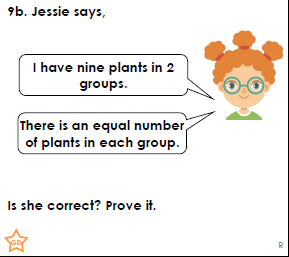 9b. Jessie says,
I have nine plants in 2
groups.
There is an equal number
of plants in each group.
Is she correct? Prove it.
GD
R